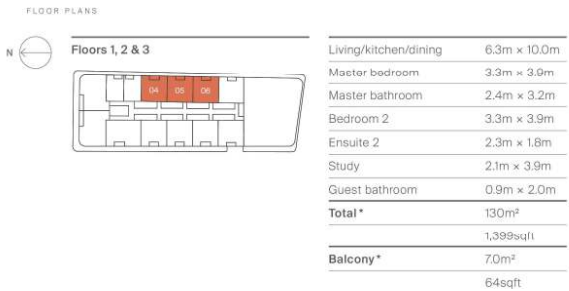 FLOOR PLANS
N
Floors 1, 2 & 3
04 05 06
Living/kitchen/dining 6.3m × 10.0m
Master bedroom 3.3m × 3.9m
Master bathroom 2.4m × 3.2m
Bedroom 2 3.3m × 3.9m
Ensuite 2 2.3m × 1.8m
Study 2.1m × 3.9m
Guest bathroom 0.9m × 2.0m
Total* 130m²
1,399sqft
Balcony* 7.0m²
64sqft